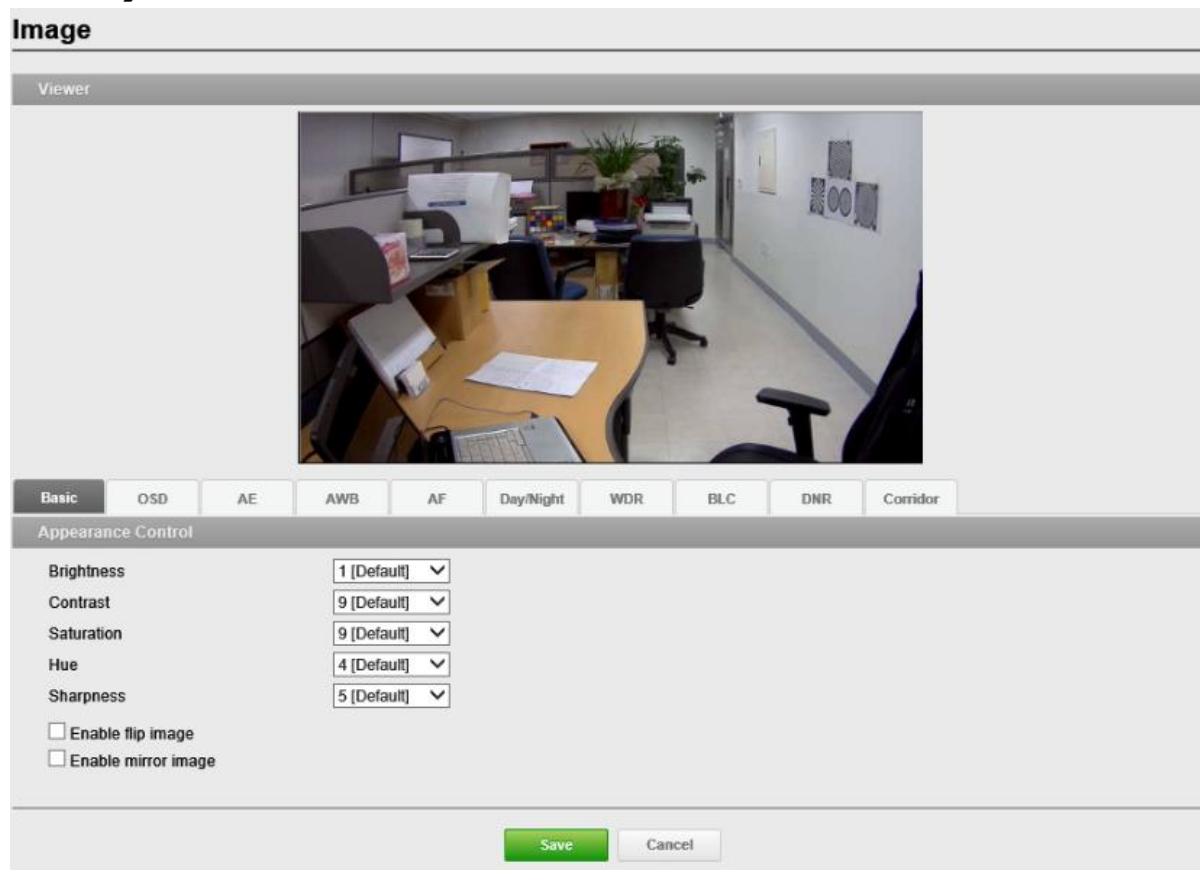 Image
Viewer
Basic OSD AE AWB AF Day/Night WDR BLC DNR Corridor
Appearance Control
Brightness 1 [Default]
Contrast 9 [Default]
Saturation 9 [Default]
Hue 4 [Default]
Sharpness 5 [Default]
Enable flip image
Enable mirror image
Save Cancel